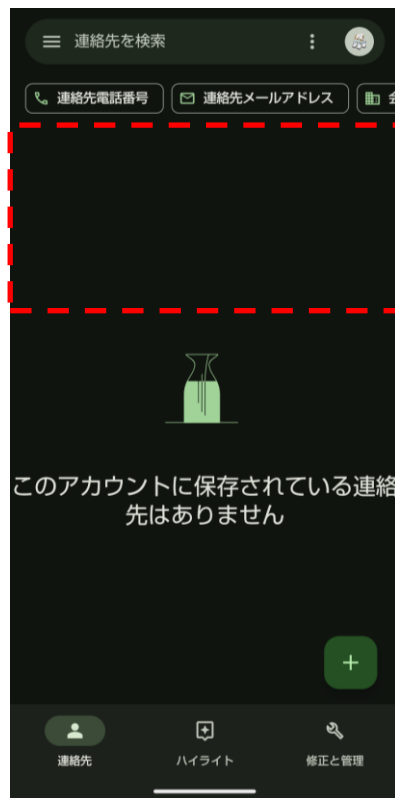 連絡先を検索
連絡先電話番号
連絡先メールアドレス
このアカウントに保存されている連絡
先はありません
連絡先
ハイライト
修正と管理